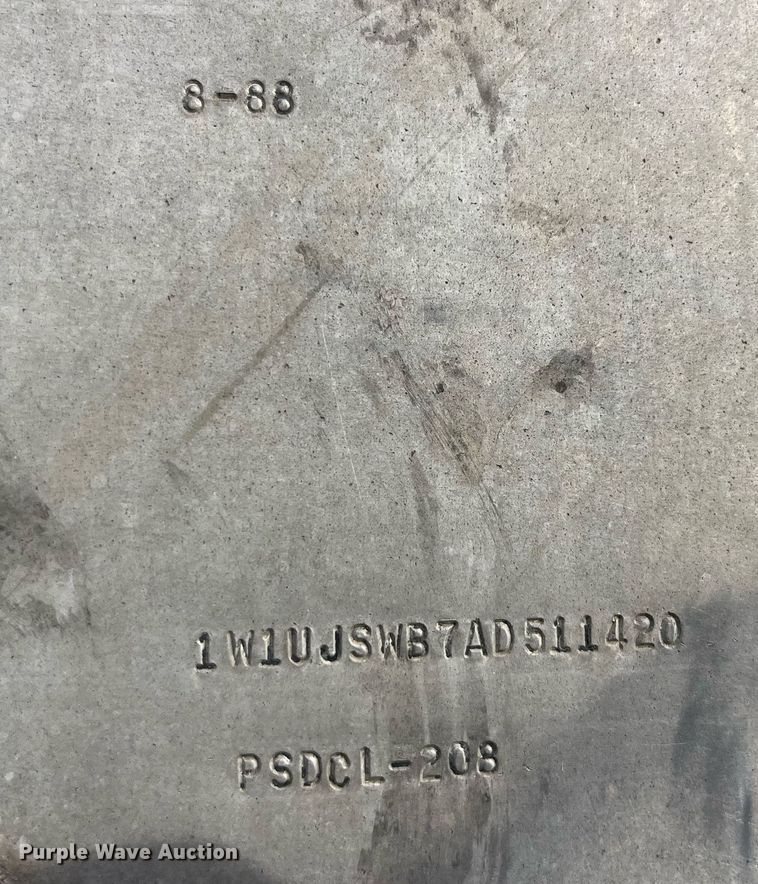 8-88
1W1UJSWB7AD511420
PSDCL-208
Purple Wave Auction